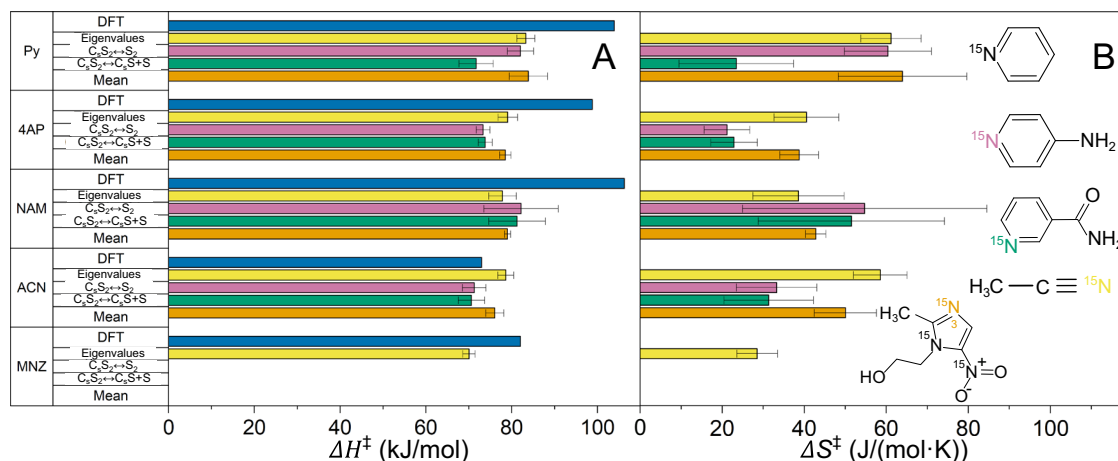 Py
DFT
Eigenvalues
CₛS₂↔S₂
CₛS₂↔CₛS+S
Mean
4AP
DFT
Eigenvalues
CₛS₂↔S₂
CₛS₂↔CₛS+S
Mean
NAM
DFT
Eigenvalues
CₛS₂↔S₂
CₛS₂↔CₛS+S
Mean
ACN
DFT
Eigenvalues
CₛS₂↔S₂
CₛS₂↔CₛS+S
Mean
MNZ
DFT
Eigenvalues
CₛS₂↔S₂
CₛS₂↔CₛS+S
Mean
A
0 20 40 60 80 100
ΔH‡ (kJ/mol)
B
0 20 40 60 80 100
ΔS‡ (J/(mol·K))
¹⁵N
¹⁵N
NH₂
O
¹⁵N
NH₂
H₃C C ¹⁵N
¹⁵N
3
H₃C
¹⁵
N
¹⁵
N⁺
O
O⁻
HO